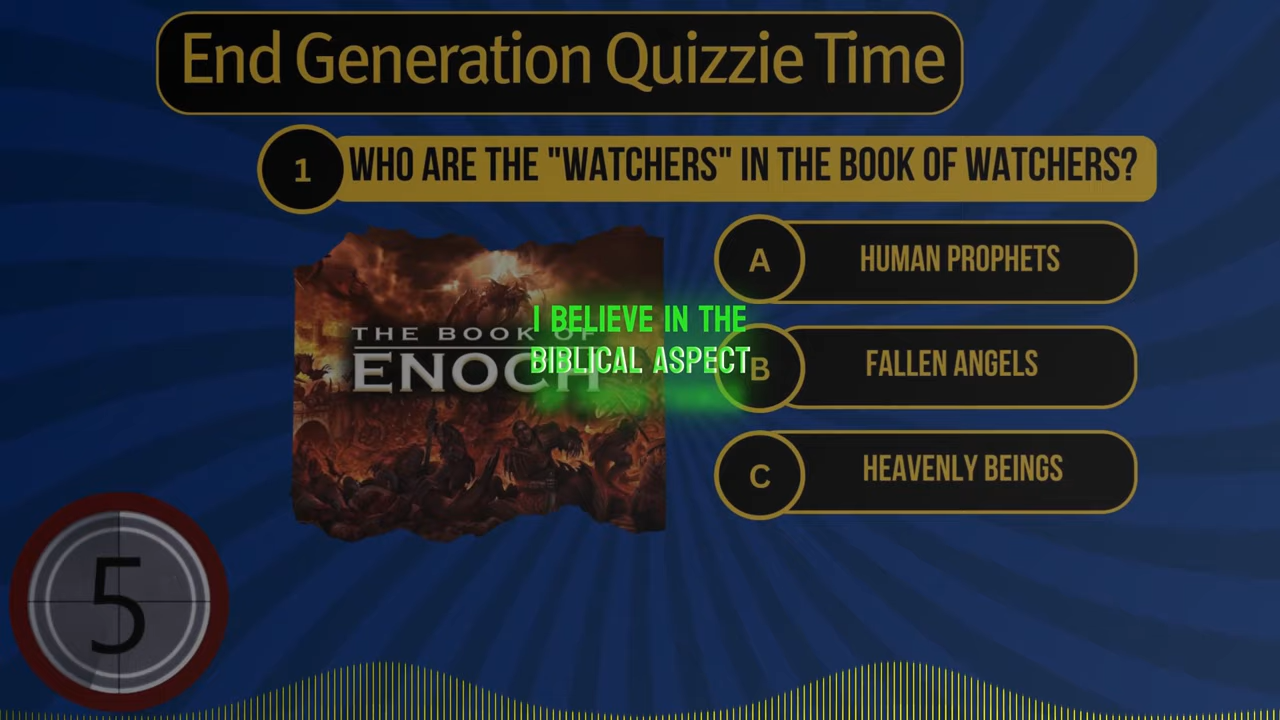 End Generation Quizzie Time
1
WHO ARE THE "WATCHERS" IN THE BOOK OF WATCHERS?
THE BOOK OF
ENOCH
I BELIEVE IN THE
BIBLICAL ASPECT
A
HUMAN PROPHETS
B
FALLEN ANGELS
C
HEAVENLY BEINGS
5